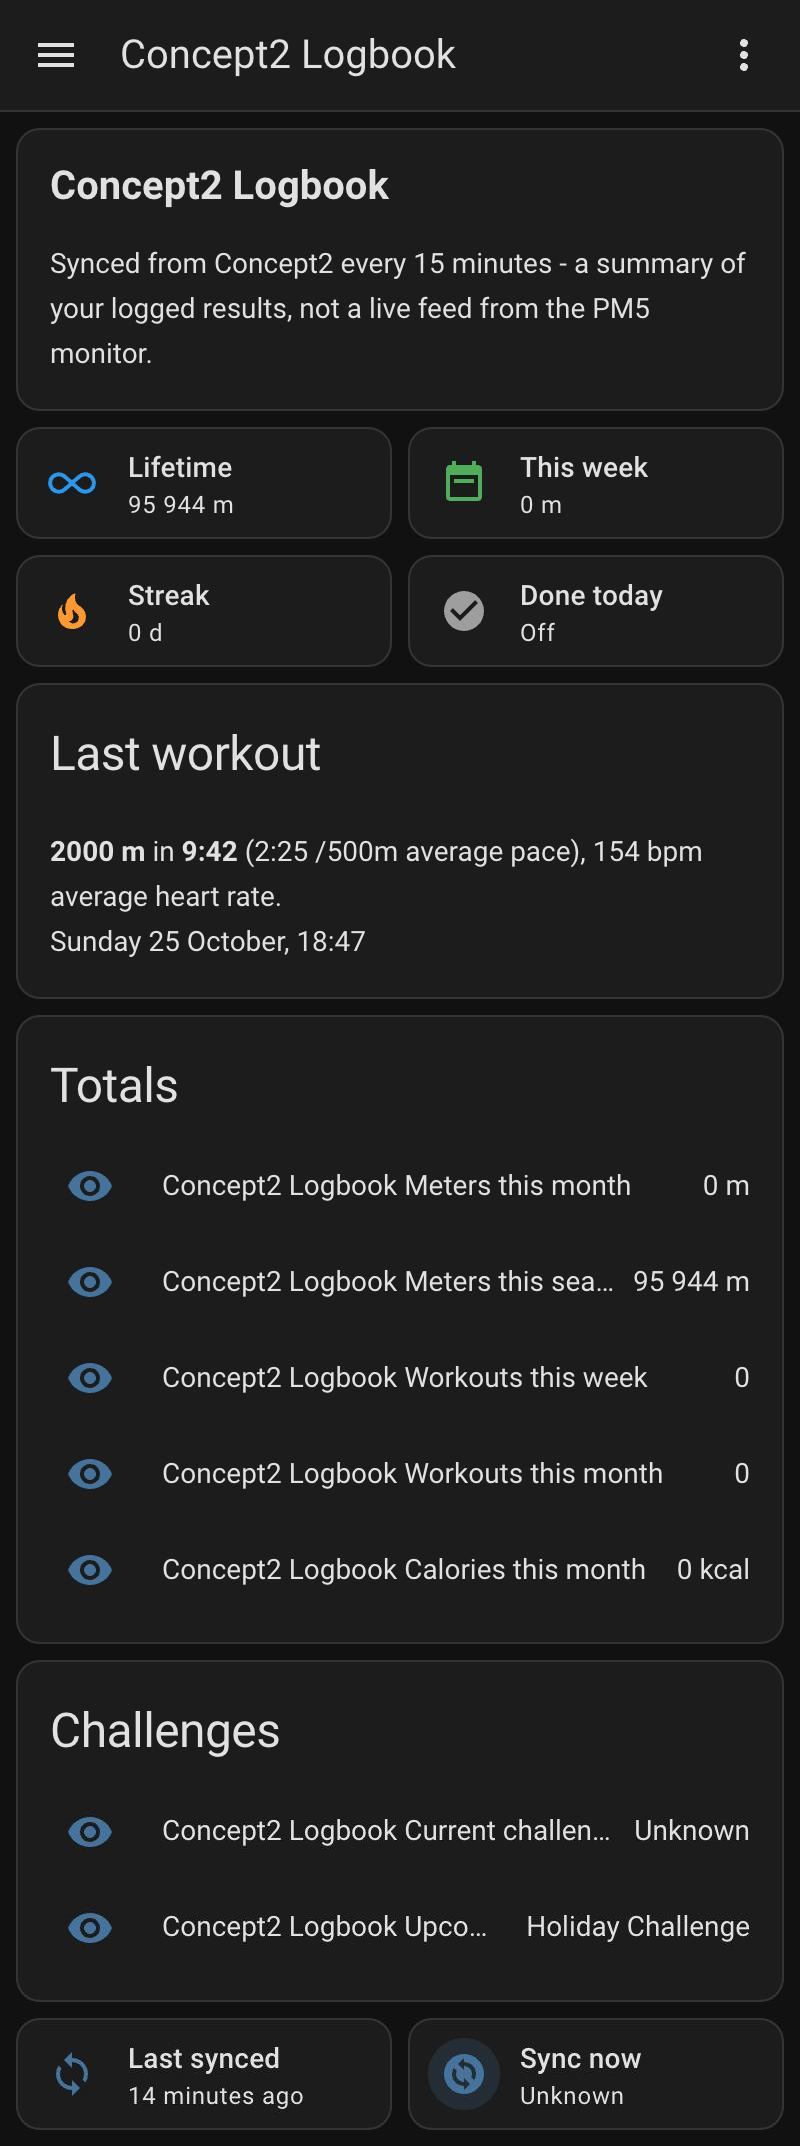 Concept2 Logbook
Concept2 Logbook
Synced from Concept2 every 15 minutes - a summary of
your logged results, not a live feed from the PM5
monitor.
Lifetime
95 944 m
This week
0 m
Streak
0 d
Done today
Off
Last workout
2000 m in 9:42 (2:25 /500m average pace), 154 bpm
average heart rate.
Sunday 25 October, 18:47
Totals
Concept2 Logbook Meters this month 0 m
Concept2 Logbook Meters this sea... 95 944 m
Concept2 Logbook Workouts this week 0
Concept2 Logbook Workouts this month 0
Concept2 Logbook Calories this month 0 kcal
Challenges
Concept2 Logbook Current challen... Unknown
Concept2 Logbook Upco... Holiday Challenge
Last synced
14 minutes ago
Sync now
Unknown